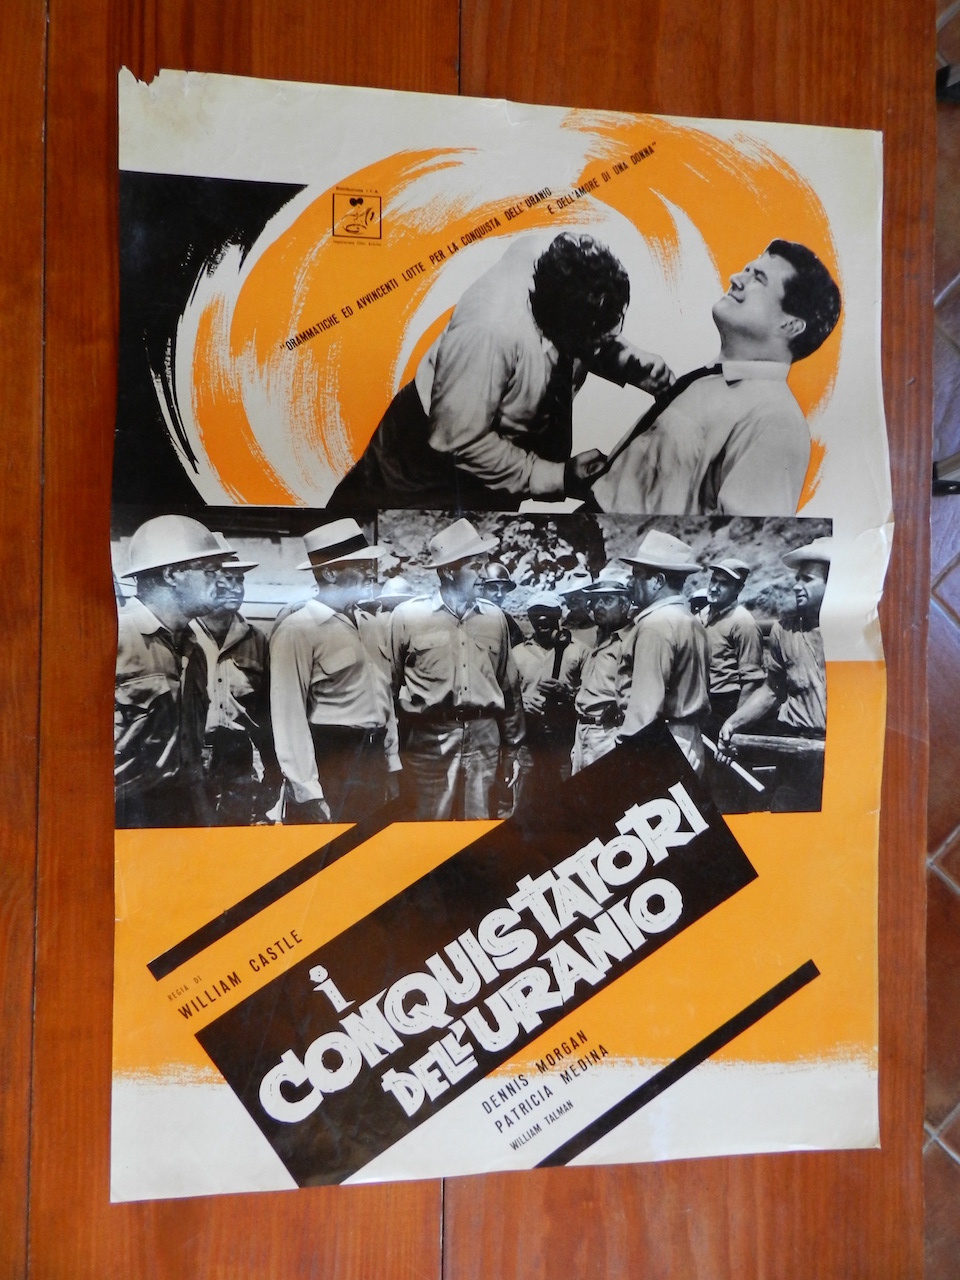 Distribuzione I.F.R.
"DRAMMATICHE ED AVVINCENTI LOTTE PER LA CONQUISTA DELL'URANIO
E DELL'AMORE DI UNA DONNA"
REGIA DI
WILLIAM CASTLE
i
CONQUISTATORI
DELL'URANIO
DENNIS MORGAN
PATRICIA MEDINA
WILLIAM TALMAN